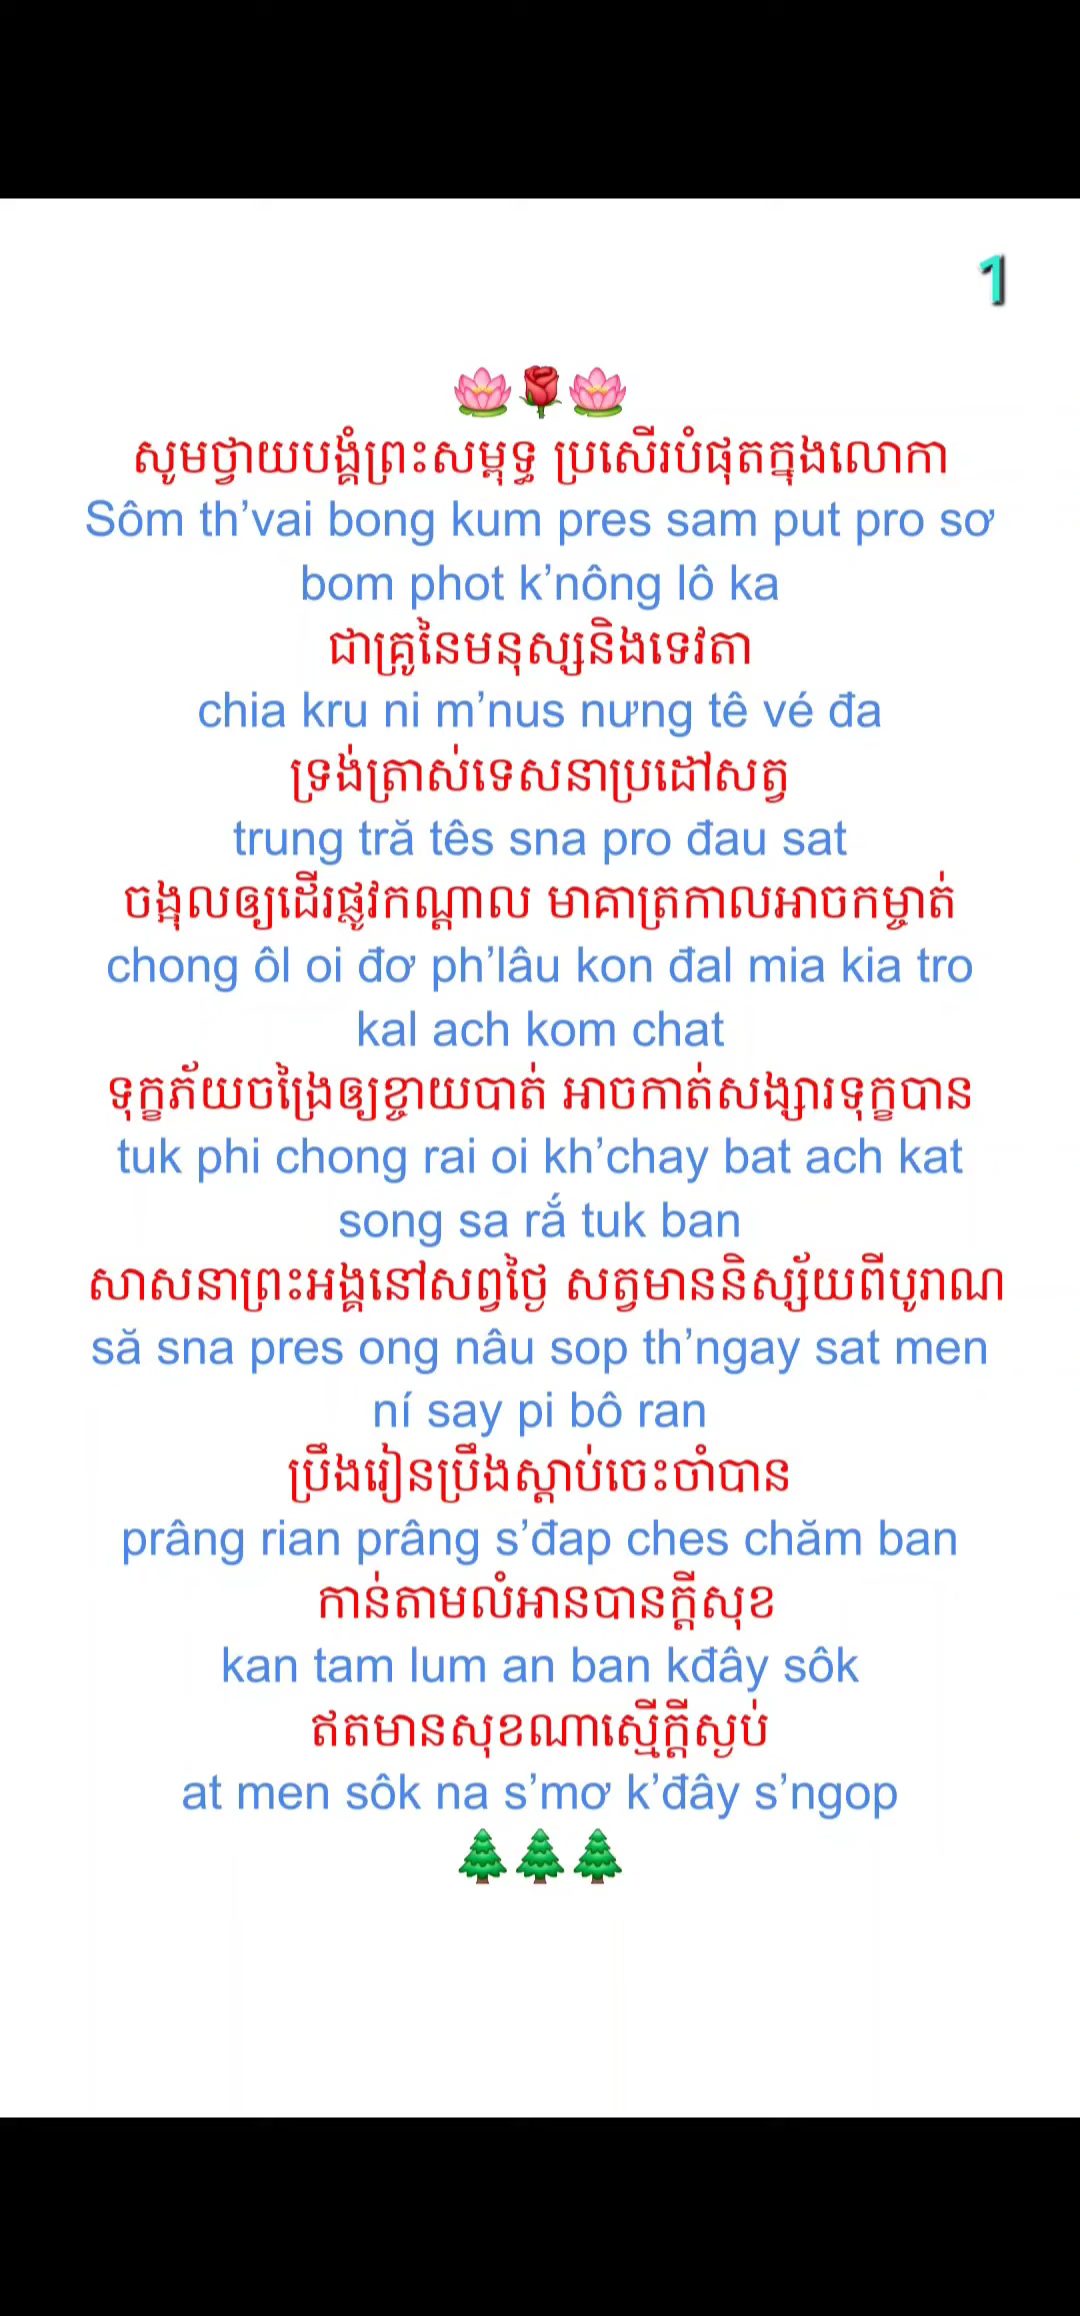 1
🪷🌹🪷
សូមថ្វាយបង្គំព្រះសម្ពុទ្ធ ប្រសើរបំផុតក្នុងលោកា
Sôm th’vai bong kum pres sam put pro sơ
bom phot k’nông lô ka
ជាគ្រូនៃមនុស្សនិងទេវតា
chia kru ni m’nus nưng tê vé đa
ទ្រង់ត្រាស់ទេសនាប្រដៅសត្វ
trung tră tês sna pro đau sat
ចង្អុលឲ្យដើរផ្លូវកណ្ដាល មាគាត្រកាលអាចកម្ចាត់
chong ôl oi đơ ph’lâu kon đal mia kia tro
kal ach kom chat
ទុក្ខភ័យចង្រៃឲ្យខ្ចាយបាត់ អាចកាត់សង្សារទុក្ខបាន
tuk phi chong rai oi kh’chay bat ach kat
song sa rắ tuk ban
សាសនាព្រះអង្គនៅសព្វថ្ងៃ សត្វមាននិស្ស័យពីបូរាណ
să sna pres ong nâu sop th’ngay sat men
ní say pi bô ran
ប្រឹងរៀនប្រឹងស្ដាប់ចេះចាំបាន
prâng rian prâng s’đap ches chăm ban
កាន់តាមលំអានបានក្ដីសុខ
kan tam lum an ban kđây sôk
ឥតមានសុខណាស្មើក្ដីស្ងប់
at men sôk na s’mơ k’đây s’ngop
🌲🌲🌲